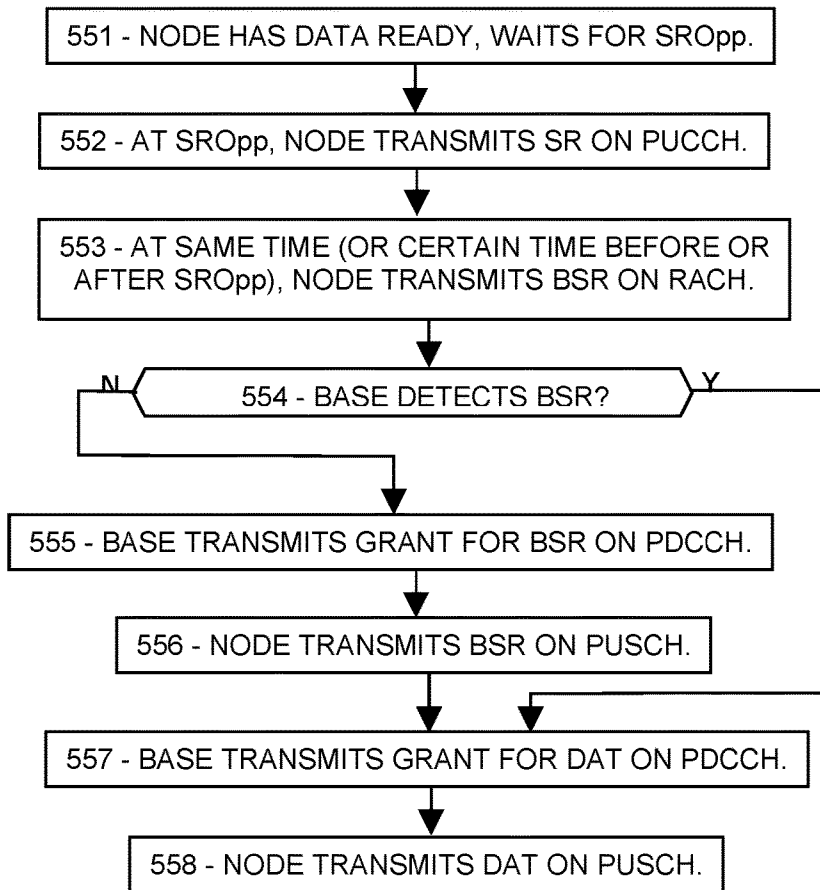 551 - NODE HAS DATA READY, WAITS FOR SROpp.
552 - AT SROpp, NODE TRANSMITS SR ON PUCCH.
553 - AT SAME TIME (OR CERTAIN TIME BEFORE OR
AFTER SROpp), NODE TRANSMITS BSR ON RACH.
N
554 - BASE DETECTS BSR?
Y
555 - BASE TRANSMITS GRANT FOR BSR ON PDCCH.
556 - NODE TRANSMITS BSR ON PUSCH.
557 - BASE TRANSMITS GRANT FOR DAT ON PDCCH.
558 - NODE TRANSMITS DAT ON PUSCH.